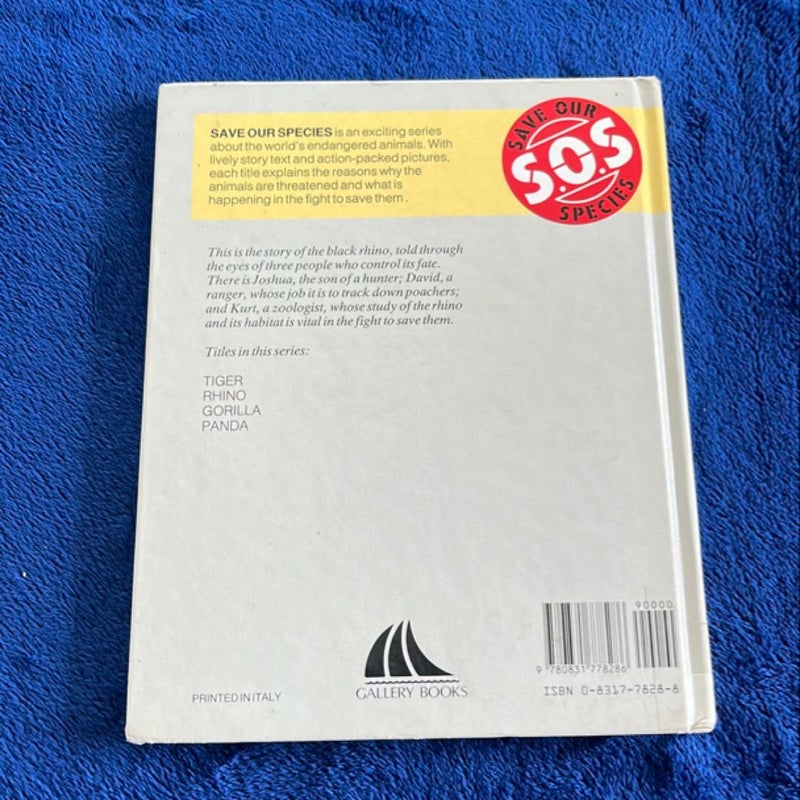 SAVE OUR SPECIES is an exciting series
about the world's endangered animals. With
lively story text and action-packed pictures,
each title explains the reasons why the
animals are threatened and what is
happening in the fight to save them.
SAVE OUR
S.O.S
SPECIES
This is the story of the black rhino, told through
the eyes of three people who control its fate.
There is Joshua, the son of a hunter; David, a
ranger, whose job it is to track down poachers;
and Kurt, a zoologist, whose study of the rhino
and its habitat is vital in the fight to save them.
Titles in this series:
TIGER
RHINO
GORILLA
PANDA
PRINTED IN ITALY
GALLERY BOOKS
90000
9 780831 778286
ISBN 0-8317-7828-8